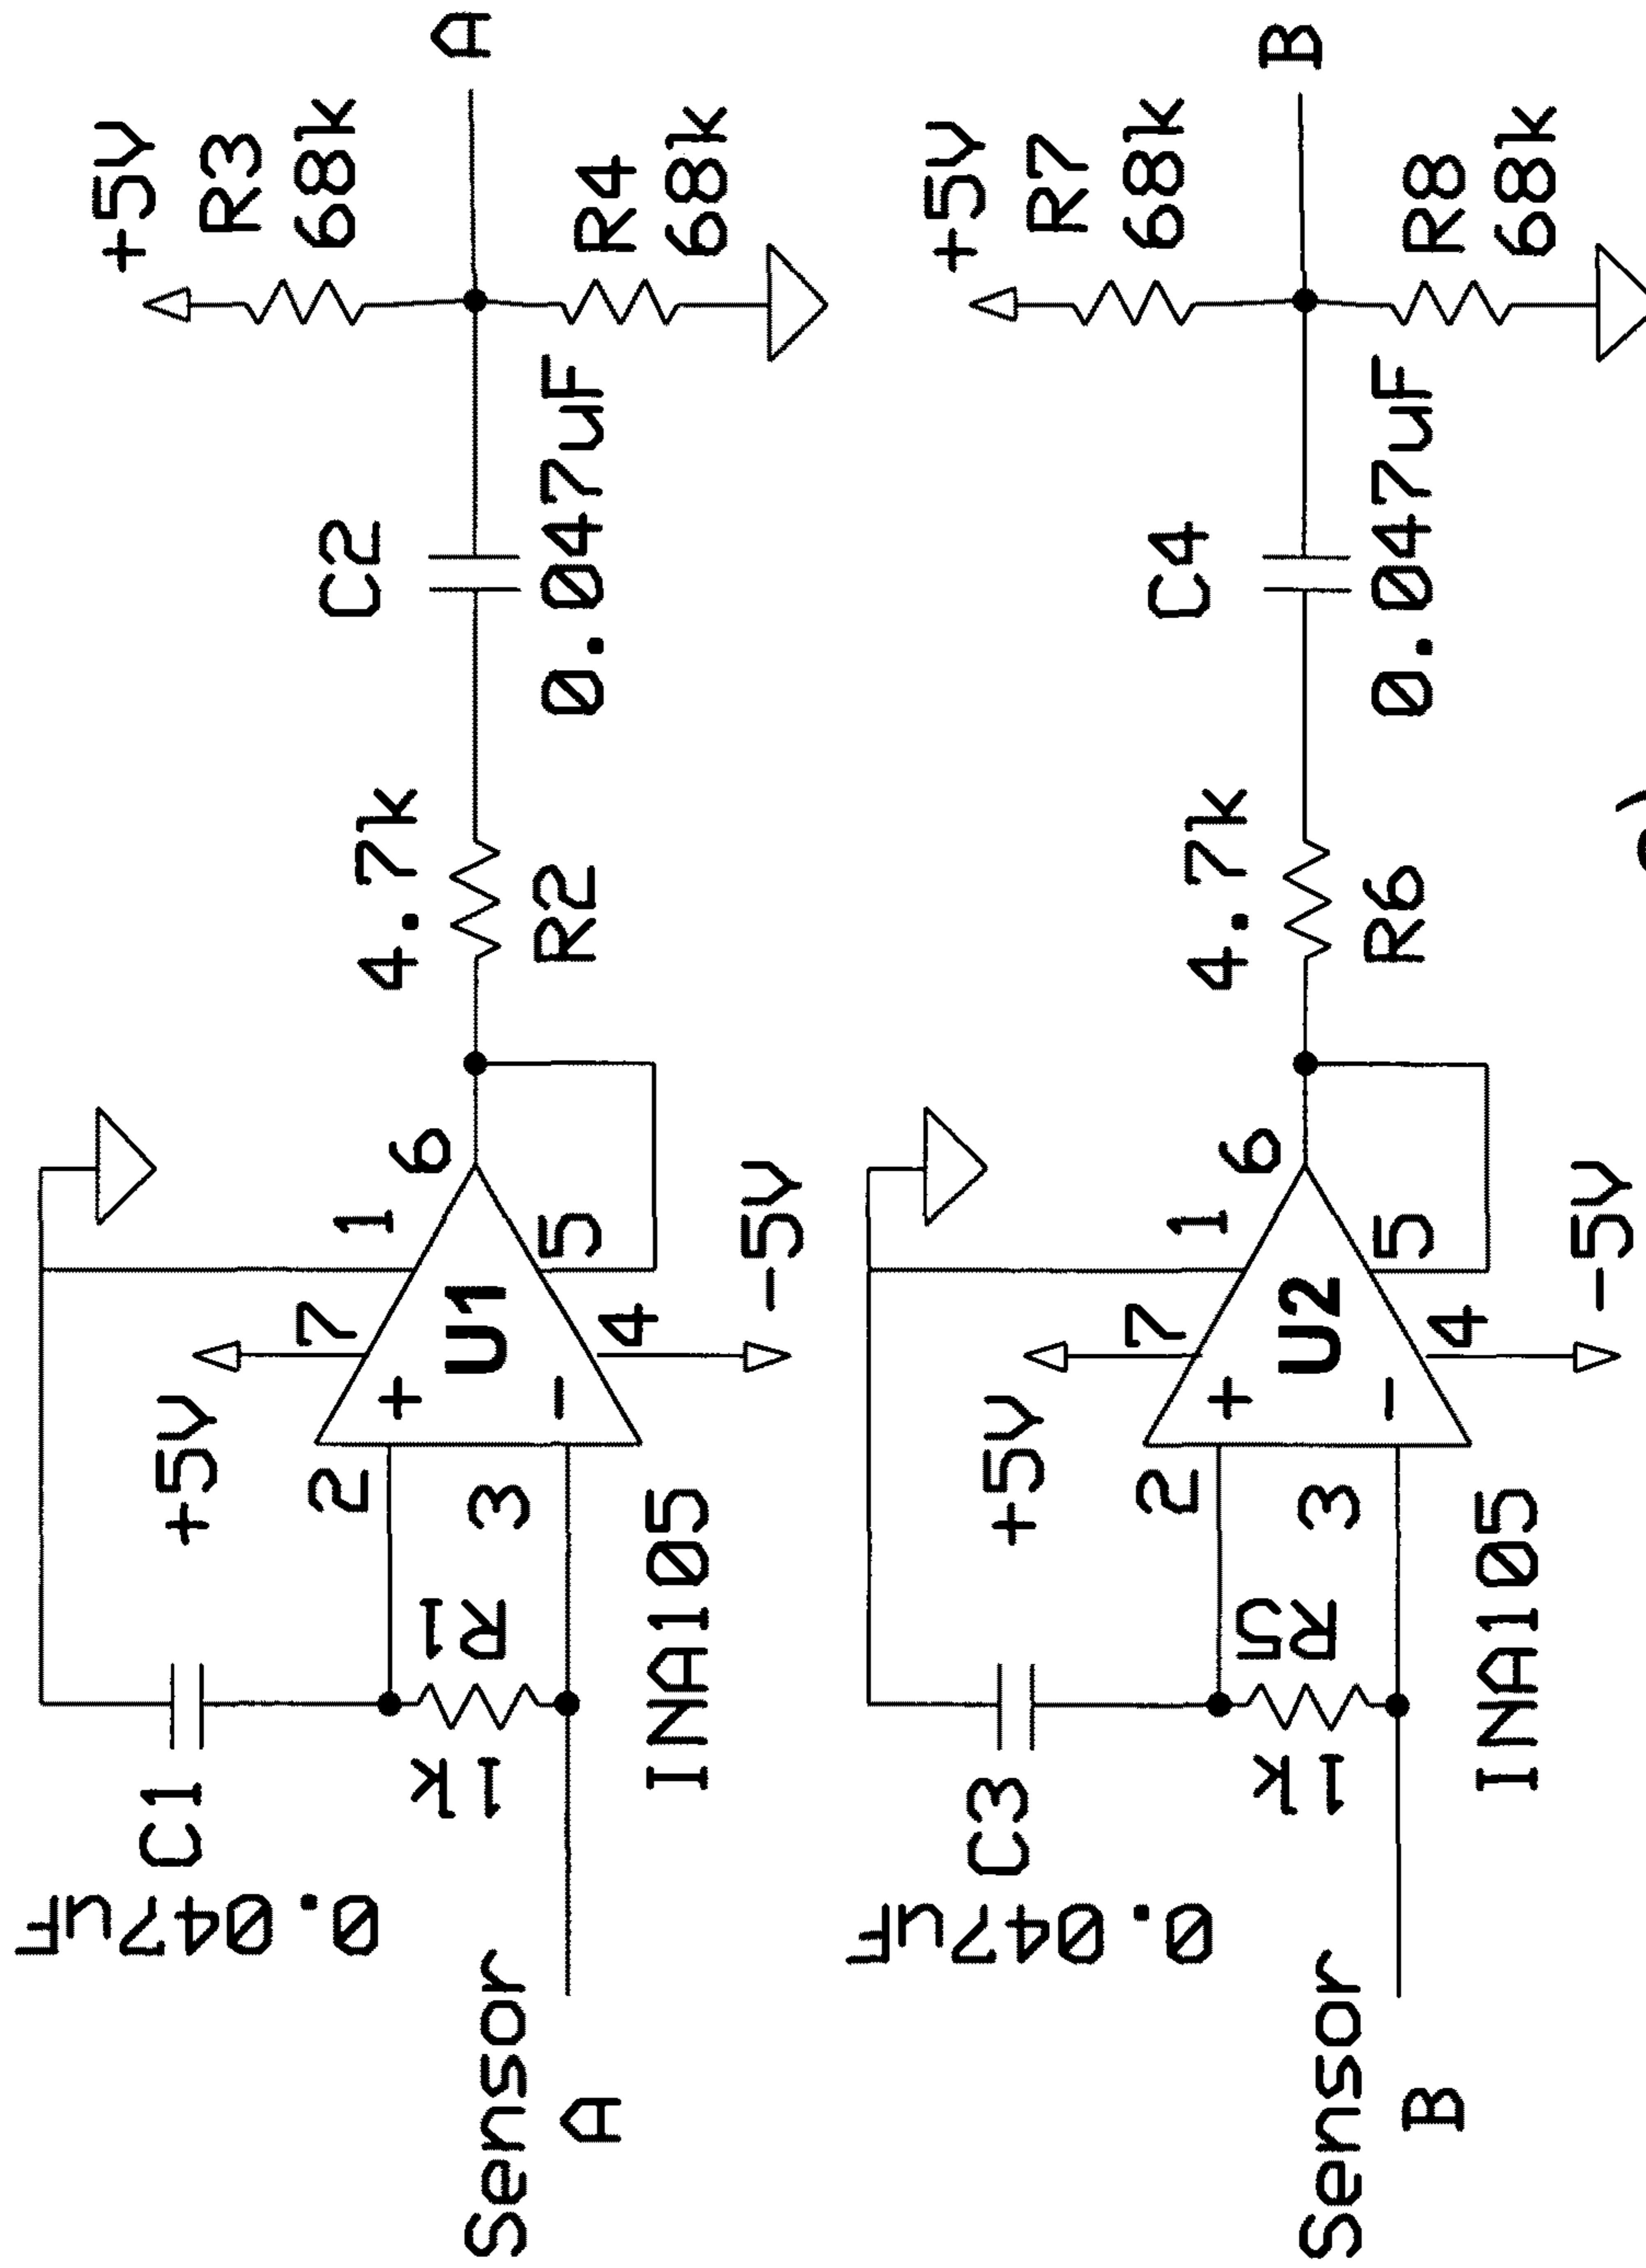 0.047uF
C1
+5V
+5V
R3
68k
1k
R1
2
7
1
6
4.7k
C2
A
Sensor
A
3
+
-
U1
4
5
R2
0.047uF
R4
68k
INA105
-5V
0.047uF
C3
+5V
+5V
R7
68k
1k
R5
2
7
1
6
4.7k
C4
B
Sensor
B
3
+
-
U2
4
5
R6
0.047uF
R8
68k
INA105
-5V